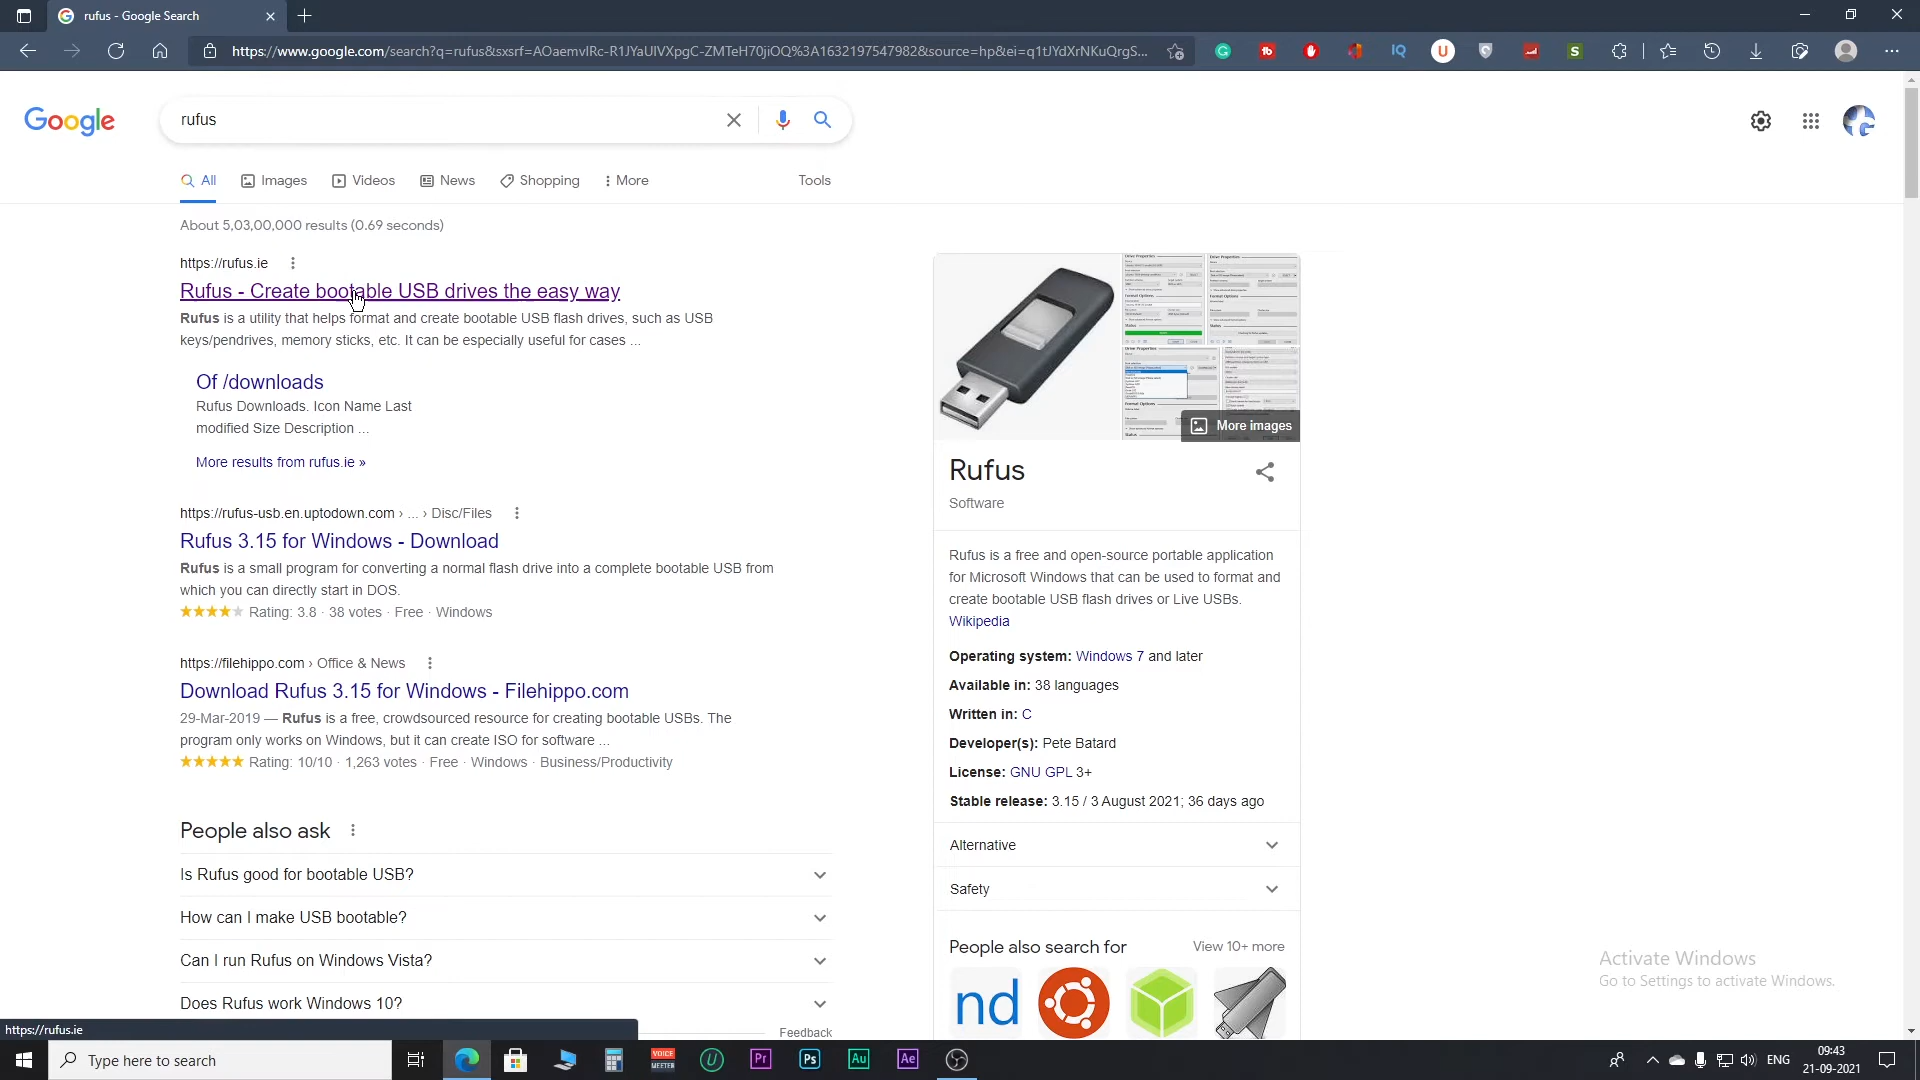 rufus - Google Search
https://www.google.com/search?q=rufus&sxsrf=AOaemvIRc-R1JYaUIVXpgC-ZMTeH70jiOQ%3A1632197547982&source=hp&ei=q1tJYdXrNKuQrgS...
Google
rufus
All
Images
Videos
News
Shopping
More
Tools
About 5,03,00,000 results (0.69 seconds)
https://rufus.ie
Rufus - Create bootable USB drives the easy way
Rufus is a utility that helps format and create bootable USB flash drives, such as USB
keys/pendrives, memory sticks, etc. It can be especially useful for cases ...
Of /downloads
Rufus Downloads. Icon Name Last
modified Size Description ...
More results from rufus.ie »
https://rufus-usb.en.uptodown.com › ... › Disc/Files
Rufus 3.15 for Windows - Download
Rufus is a small program for converting a normal flash drive into a complete bootable USB from
which you can directly start in DOS.
Rating: 3.8 · 38 votes · Free · Windows
https://filehippo.com › Office & News
Download Rufus 3.15 for Windows - Filehippo.com
29-Mar-2019 — Rufus is a free, crowdsourced resource for creating bootable USBs. The
program only works on Windows, but it can create ISO for software ...
Rating: 10/10 · 1,263 votes · Free · Windows · Business/Productivity
People also ask
Is Rufus good for bootable USB?
How can I make USB bootable?
Can I run Rufus on Windows Vista?
Does Rufus work Windows 10?
Feedback
More images
Rufus
Software
Rufus is a free and open-source portable application
for Microsoft Windows that can be used to format and
create bootable USB flash drives or Live USBs.
Wikipedia
Operating system: Windows 7 and later
Available in: 38 languages
Written in: C
Developer(s): Pete Batard
License: GNU GPL 3+
Stable release: 3.15 / 3 August 2021; 36 days ago
Alternative
Safety
People also search for
View 10+ more
nd
Activate Windows
Go to Settings to activate Windows.
https://rufus.ie
Type here to search
VOICE
MEETER
Pr
Ps
Au
Ae
ENG
09:43
21-09-2021